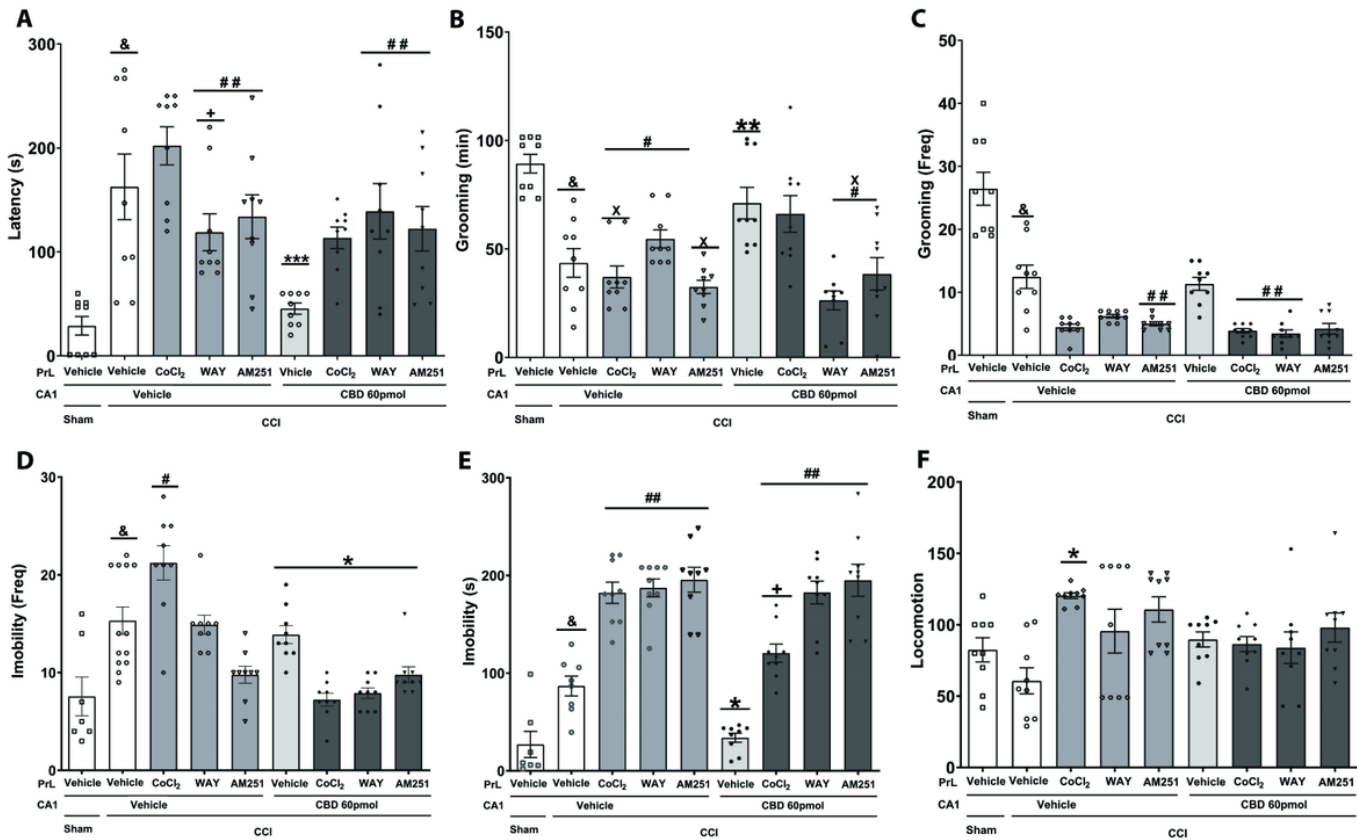 A
Latency (s)
300
200
100
0
&
+
# #
***
# #
PrL
Vehicle Vehicle CoCl2 WAY AM251 Vhicle CoCl2 WAY AM251
CA1
Vehicle CBD 60pmol
Sham CCI
B
Grooming (min)
150
100
50
0
&
#
X
X
**
X
#
Vehicle Vehicle CoCl2 WAY AM251 Vhicle CoCl2 WAY AM251
Vehicle CBD 60pmol
Sham CCI
C
Grooming (Freq)
50
40
30
20
10
0
&
# #
# #
PrL
Vehicle Vehicle CoCl2 WAY AM251 Vhicle CoCl2 WAY AM251
CA1
Vehicle CBD 60pmol
Sham CCI
D
Imobility (Freq)
30
20
10
0
&
#
*
PrL
Vehicle Vehicle CoCl2 WAY AM251 Vehicle CoCl2 WAY AM251
CA1
Vehicle CBD 60pmol
Sham CCI
E
Imobility (s)
300
200
100
0
&
##
*
+
##
Vehicle Vehicle CoCl2 WAY AM251 Vehicle CoCl2 WAY AM251
Vehicle CBD 60pmol
Sham CCI
F
Locomotion
200
150
100
50
0
*
PrL
Vehicle Vehicle CoCl2 WAY AM251 Vehicle CoCl2 WAY AM251
CA1
Vehicle CBD 60pmol
Sham CCI